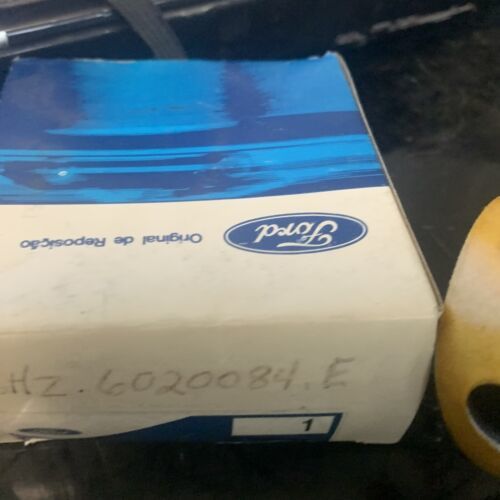 Original de Reposição
Ford
HZ.6020084.E
1